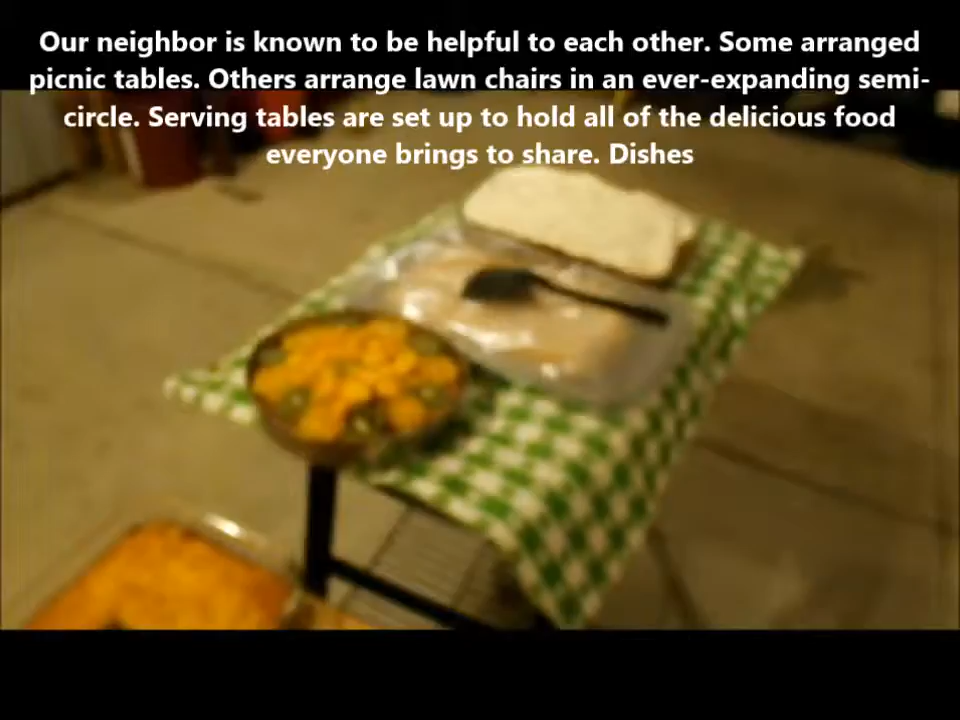 Our neighbor is known to be helpful to each other. Some arranged
picnic tables. Others arrange lawn chairs in an ever-expanding semi-
circle. Serving tables are set up to hold all of the delicious food
everyone brings to share. Dishes